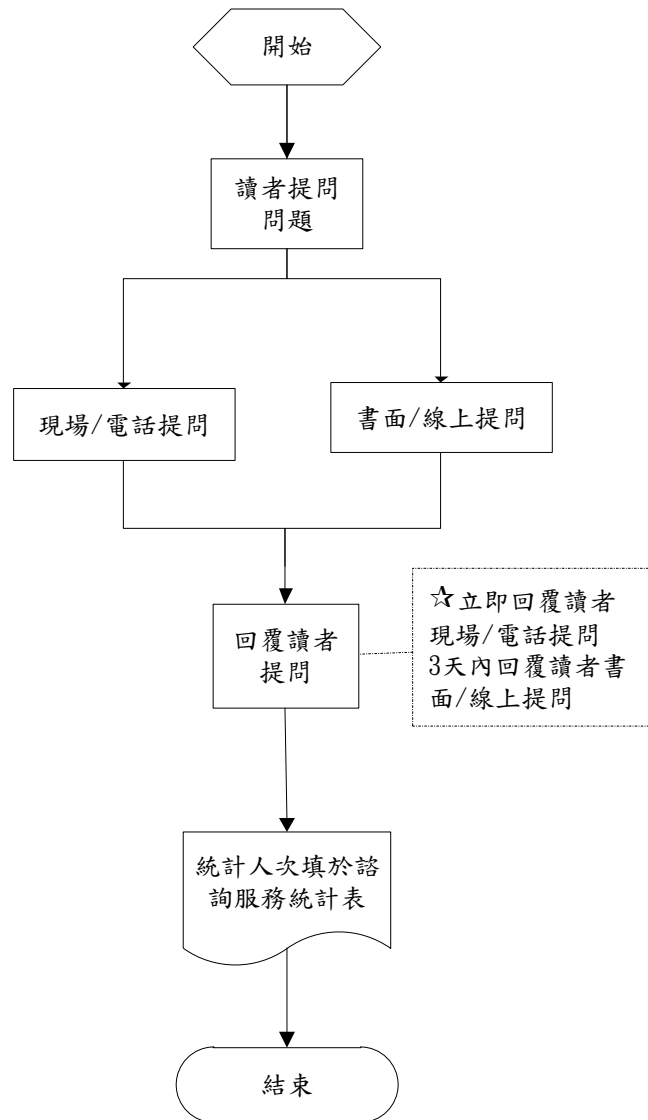 開始
讀者提問
問題
現場/電話提問
書面/線上提問
回覆讀者
提問
☆立即回覆讀者
現場/電話提問
3天內回覆讀者書
面/線上提問
統計人次填於諮
詢服務統計表
結束